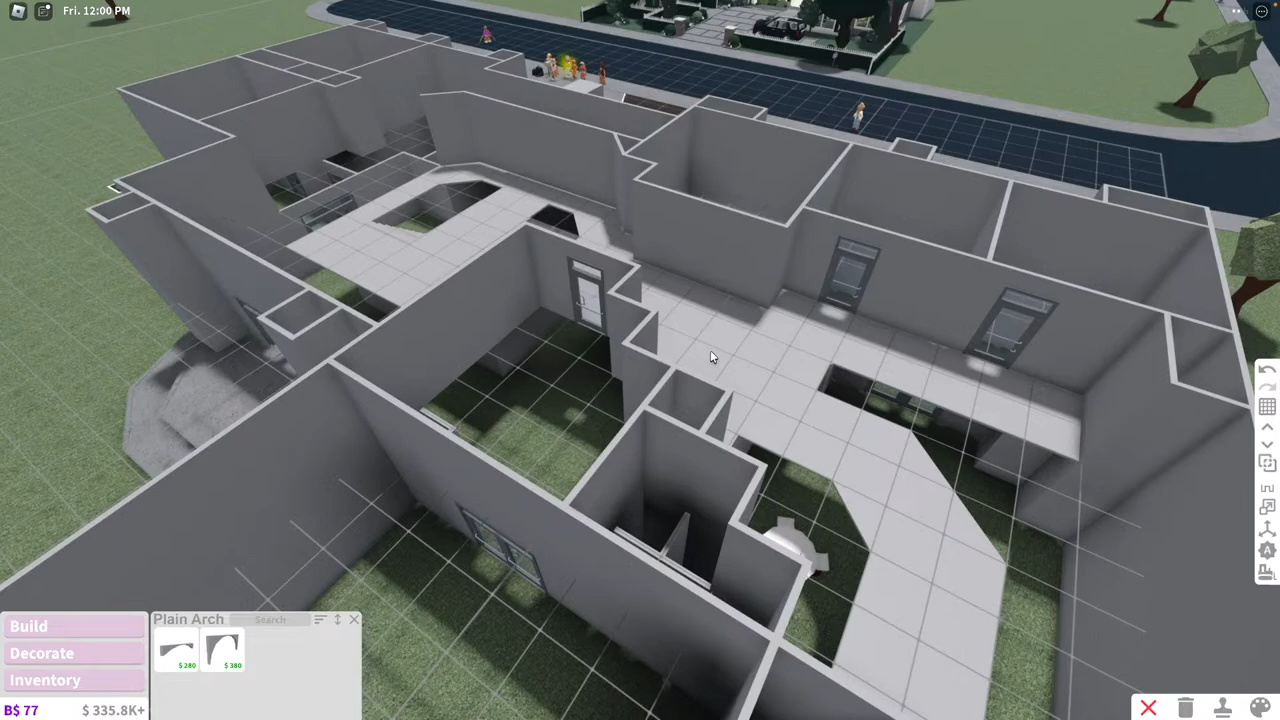 Fri. 12:00 PM
Build
Decorate
Inventory
B$ 77 $ 335.8K+
Plain Arch Search
$ 280 $ 380